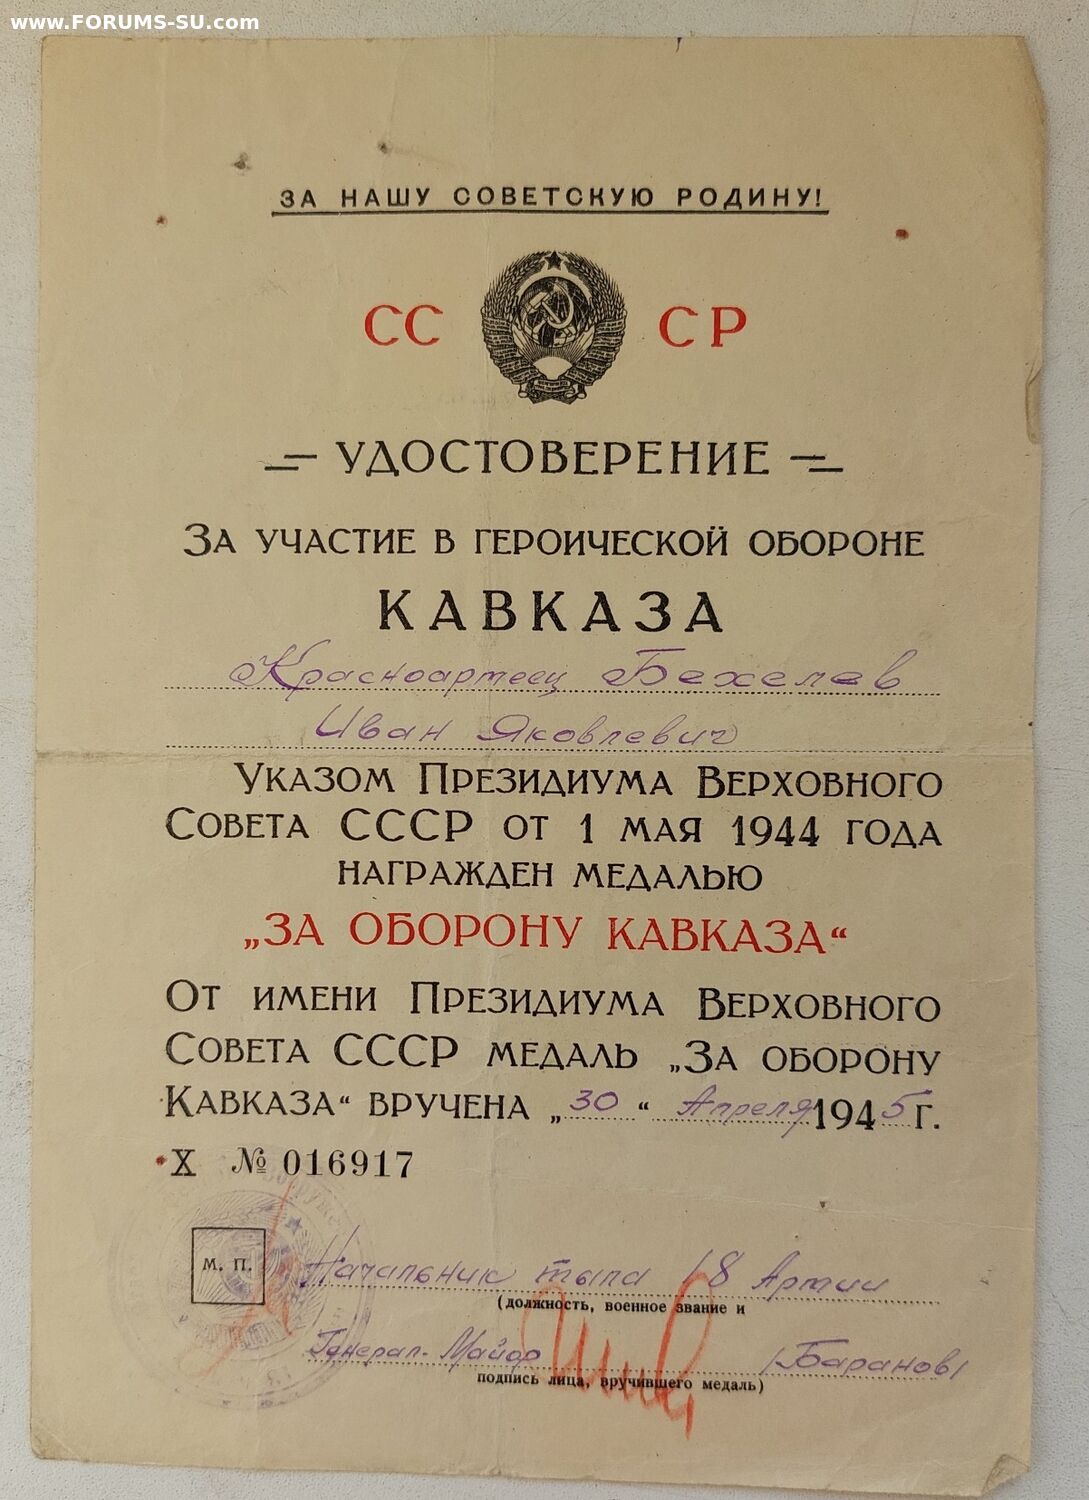 www.FORUMS-SU.com
ЗА НАШУ СОВЕТСКУЮ РОДИНУ!
СС СР
УДОСТОВЕРЕНИЕ
ЗА УЧАСТИЕ В ГЕРОИЧЕСКОЙ ОБОРОНЕ
КАВКАЗА
Красноармеец Бехелев
Иван Яковлевич
УКАЗОМ ПРЕЗИДИУМА ВЕРХОВНОГО
СОВЕТА СССР ОТ 1 МАЯ 1944 ГОДА
НАГРАЖДЕН МЕДАЛЬЮ
„ЗА ОБОРОНУ КАВКАЗА“
ОТ ИМЕНИ ПРЕЗИДИУМА ВЕРХОВНОГО
СОВЕТА СССР МЕДАЛЬ „ЗА ОБОРОНУ
КАВКАЗА“ ВРУЧЕНА „30“ Апреля 1945 г.
X № 016917
М. П.
Начальник тыла 18 Армии
(должность, военное звание и
Генерал-Майор /Баранов/
подпись лица, вручившего медаль)